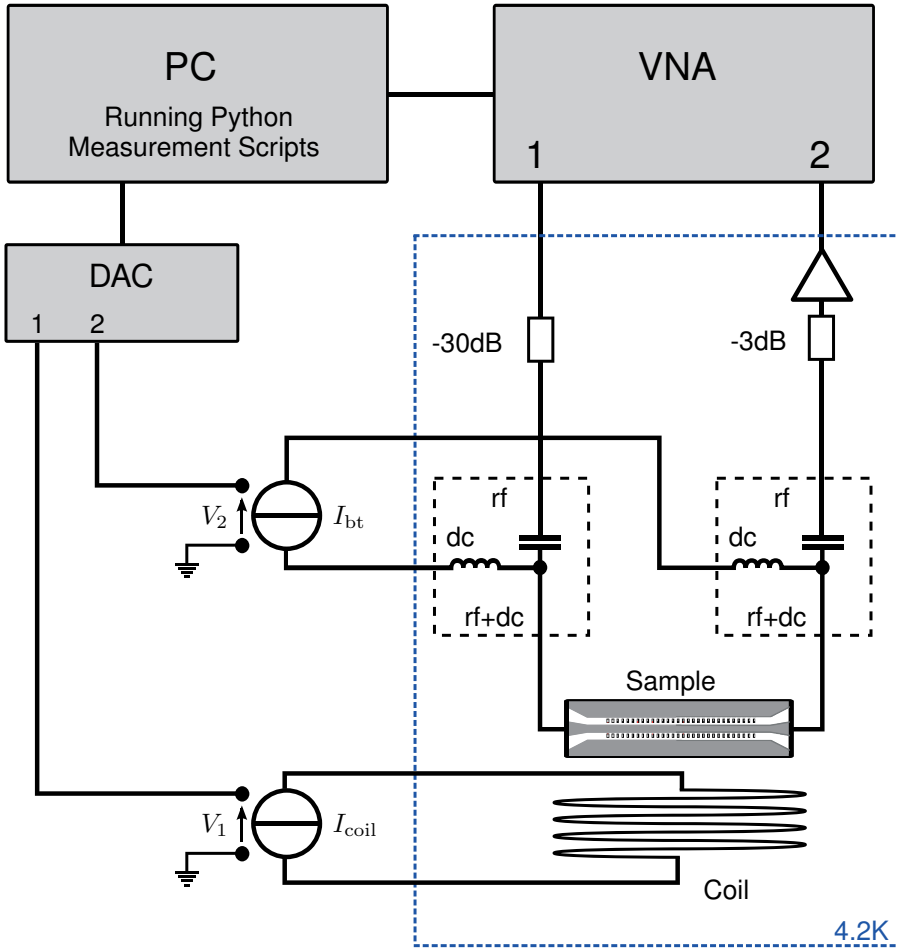 PC
Running Python
Measurement Scripts
VNA
1
2
DAC
1
2
-30dB
-3dB
rf
rf
V2
Ibt
dc
dc
rf+dc
rf+dc
Sample
V1
Icoil
Coil
4.2K